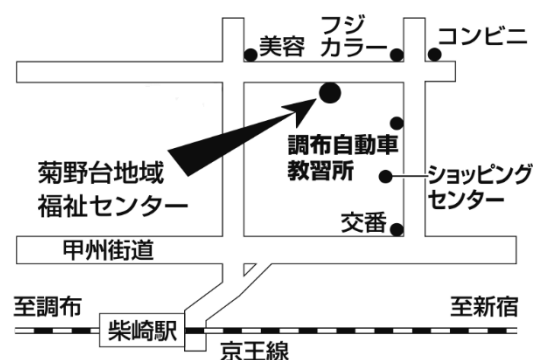 フジ
カラー
美容
コンビニ
調布自動車
教習所
菊野台地域
福祉センター
ショッピング
センター
交番
甲州街道
至調布
至新宿
柴崎駅
京王線